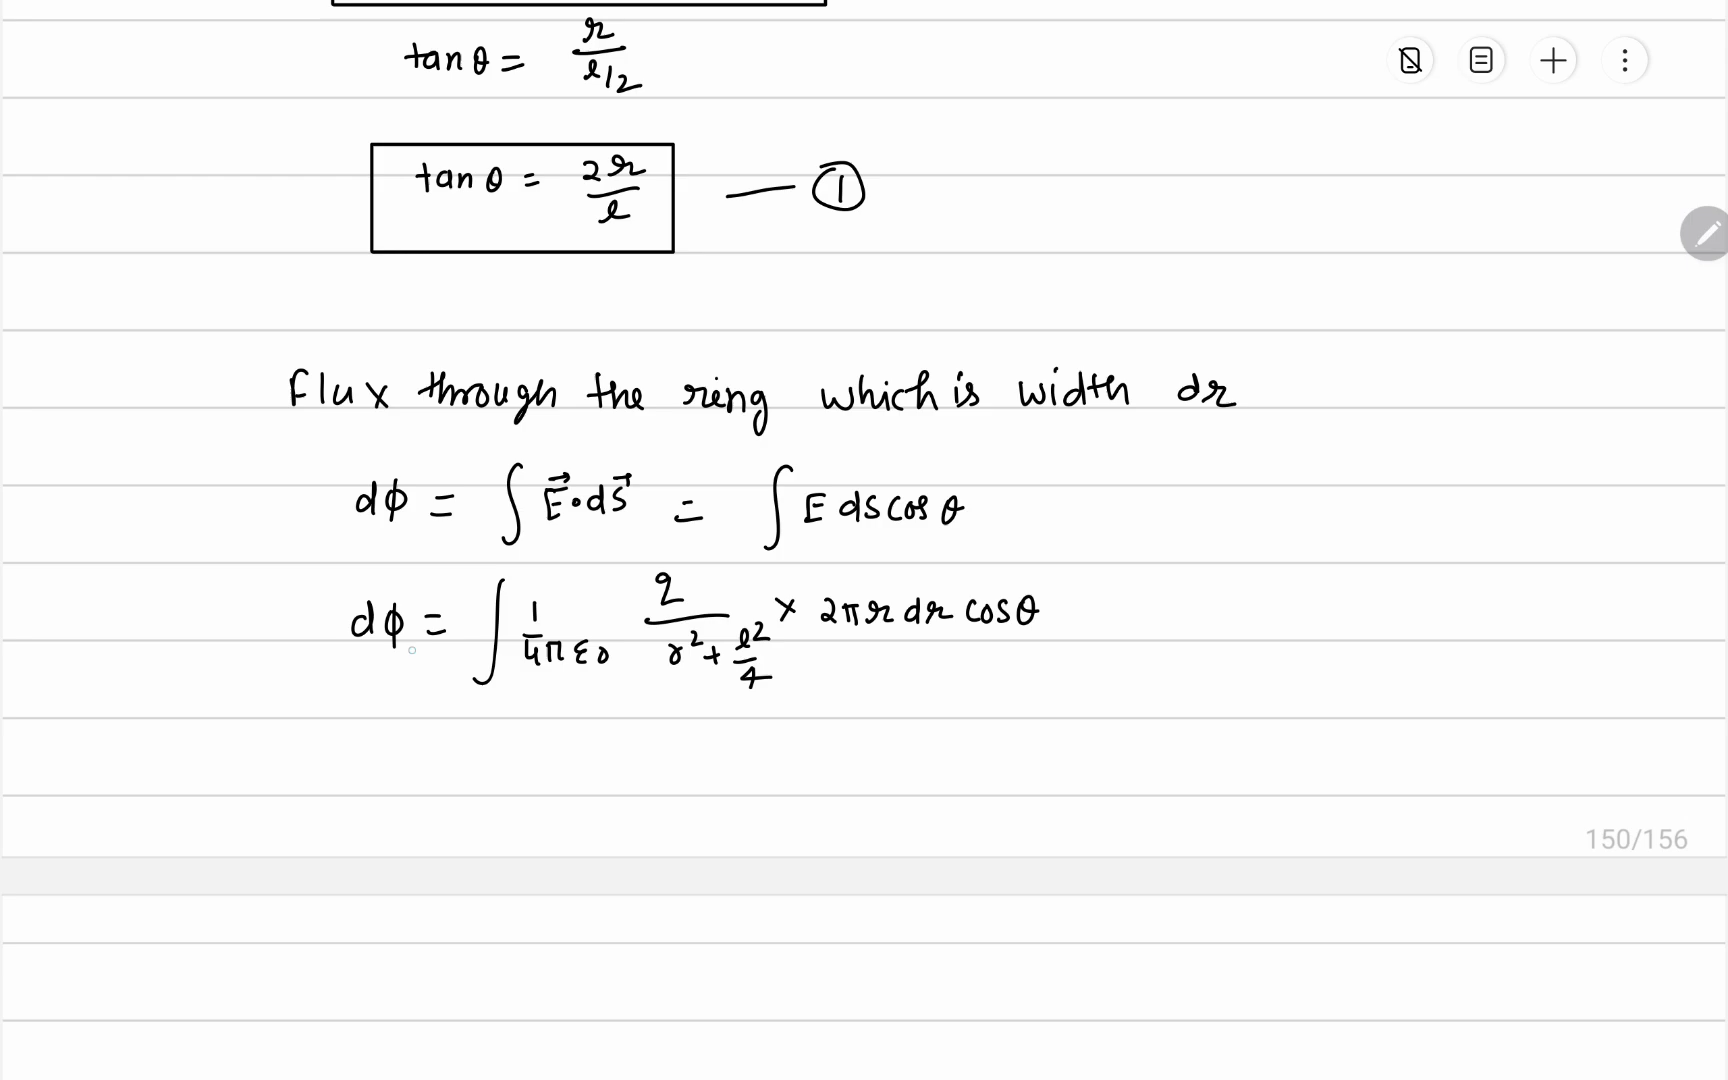 tan θ = r / l/2
tan θ = 2r / l — ①
Flux through the ring which is width dr
dφ = ∫ E⃗·dS⃗ = ∫ E ds cos θ
dφ = ∫ 1/4πε0 q / r² + l²/4 × 2πr dr cos θ
150/156